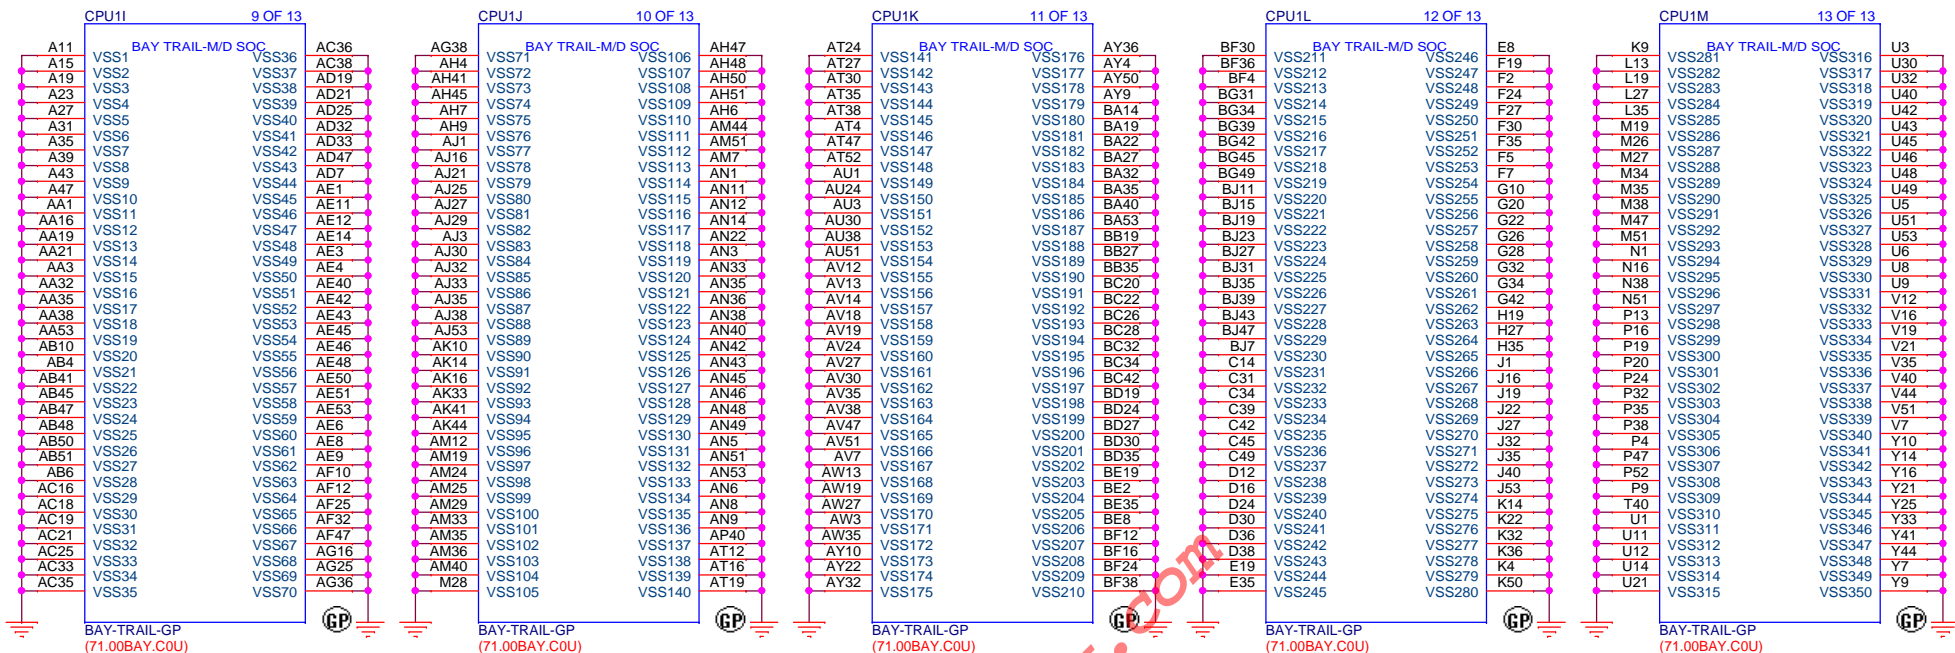 CPU1I 9 OF 13
BAY TRAIL-M/D SOC
A11 VSS1 VSS36 AC36
A15 VSS2 VSS37 AC38
A19 VSS3 VSS38 AD19
A23 VSS4 VSS39 AD21
A27 VSS5 VSS40 AD25
A31 VSS6 VSS41 AD32
A35 VSS7 VSS42 AD33
A39 VSS8 VSS43 AD47
A43 VSS9 VSS44 AD7
A47 VSS10 VSS45 AE1
AA1 VSS11 VSS46 AE11
AA16 VSS12 VSS47 AE12
AA19 VSS13 VSS48 AE14
AA21 VSS14 VSS49 AE3
AA3 VSS15 VSS50 AE4
AA32 VSS16 VSS51 AE40
AA35 VSS17 VSS52 AE42
AA38 VSS18 VSS53 AE43
AA53 VSS19 VSS54 AE45
AB10 VSS20 VSS55 AE46
AB4 VSS21 VSS56 AE48
AB41 VSS22 VSS57 AE50
AB45 VSS23 VSS58 AE51
AB47 VSS24 VSS59 AE53
AB48 VSS25 VSS60 AE6
AB50 VSS26 VSS61 AE8
AB51 VSS27 VSS62 AE9
AB6 VSS28 VSS63 AF10
AC16 VSS29 VSS64 AF12
AC18 VSS30 VSS65 AF25
AC19 VSS31 VSS66 AF32
AC21 VSS32 VSS67 AF47
AC25 VSS33 VSS68 AG16
AC33 VSS34 VSS69 AG25
AC35 VSS35 VSS70 AG36
GP
BAY-TRAIL-GP
(71.00BAY.C0U)
CPU1J 10 OF 13
BAY TRAIL-M/D SOC
AG38 VSS71 VSS106 AH47
AH4 VSS72 VSS107 AH48
AH41 VSS73 VSS108 AH50
AH45 VSS74 VSS109 AH51
AH7 VSS75 VSS110 AH6
AH9 VSS76 VSS111 AM44
AJ1 VSS77 VSS112 AM51
AJ16 VSS78 VSS113 AM7
AJ21 VSS79 VSS114 AN1
AJ25 VSS80 VSS115 AN11
AJ27 VSS81 VSS116 AN12
AJ29 VSS82 VSS117 AN14
AJ3 VSS83 VSS118 AN22
AJ30 VSS84 VSS119 AN3
AJ32 VSS85 VSS120 AN33
AJ33 VSS86 VSS121 AN35
AJ35 VSS87 VSS122 AN36
AJ38 VSS88 VSS123 AN38
AJ53 VSS89 VSS124 AN40
AK10 VSS90 VSS125 AN42
AK14 VSS91 VSS126 AN43
AK16 VSS92 VSS127 AN45
AK33 VSS93 VSS128 AN46
AK41 VSS94 VSS129 AN48
AK44 VSS95 VSS130 AN49
AM12 VSS96 VSS131 AN5
AM19 VSS97 VSS132 AN51
AM24 VSS98 VSS133 AN53
AM25 VSS99 VSS134 AN6
AM29 VSS100 VSS135 AN8
AM33 VSS101 VSS136 AN9
AM35 VSS102 VSS137 AP40
AM36 VSS103 VSS138 AT12
AM40 VSS104 VSS139 AT16
M28 VSS105 VSS140 AT19
GP
BAY-TRAIL-GP
(71.00BAY.C0U)
CPU1K 11 OF 13
BAY TRAIL-M/D SOC
AT24 VSS141 VSS176 AY36
AT27 VSS142 VSS177 AY4
AT30 VSS143 VSS178 AY50
AT35 VSS144 VSS179 AY9
AT38 VSS145 VSS180 BA14
AT4 VSS146 VSS181 BA19
AT47 VSS147 VSS182 BA22
AT52 VSS148 VSS183 BA27
AU1 VSS149 VSS184 BA32
AU24 VSS150 VSS185 BA35
AU3 VSS151 VSS186 BA40
AU30 VSS152 VSS187 BA53
AU38 VSS153 VSS188 BB19
AU51 VSS154 VSS189 BB27
AV12 VSS155 VSS190 BB35
AV13 VSS156 VSS191 BC20
AV14 VSS157 VSS192 BC22
AV18 VSS158 VSS193 BC26
AV19 VSS159 VSS194 BC28
AV24 VSS160 VSS195 BC32
AV27 VSS161 VSS196 BC34
AV30 VSS162 VSS197 BC42
AV35 VSS163 VSS198 BD19
AV38 VSS164 VSS199 BD24
AV47 VSS165 VSS200 BD27
AV51 VSS166 VSS201 BD30
AV7 VSS167 VSS202 BD35
AW13 VSS168 VSS203 BE19
AW19 VSS169 VSS204 BE2
AW27 VSS170 VSS205 BE35
AW3 VSS171 VSS206 BE8
AW35 VSS172 VSS207 BF12
AY10 VSS173 VSS208 BF16
AY22 VSS174 VSS209 BF24
AY32 VSS175 VSS210 BF38
GP
BAY-TRAIL-GP
(71.00BAY.C0U)
.com
CPU1L 12 OF 13
BAY TRAIL-M/D SOC
BF30 VSS211 VSS246 E8
BF36 VSS212 VSS247 F19
BF4 VSS213 VSS248 F2
BG31 VSS214 VSS249 F24
BG34 VSS215 VSS250 F27
BG39 VSS216 VSS251 F30
BG42 VSS217 VSS252 F35
BG45 VSS218 VSS253 F5
BG49 VSS219 VSS254 F7
BJ11 VSS220 VSS255 G10
BJ15 VSS221 VSS256 G20
BJ19 VSS222 VSS257 G22
BJ23 VSS223 VSS258 G26
BJ27 VSS224 VSS259 G28
BJ31 VSS225 VSS260 G32
BJ35 VSS226 VSS261 G34
BJ39 VSS227 VSS262 G42
BJ43 VSS228 VSS263 H19
BJ47 VSS229 VSS264 H27
BJ7 VSS230 VSS265 H35
C14 VSS231 VSS266 J1
C31 VSS232 VSS267 J16
C34 VSS233 VSS268 J19
C39 VSS234 VSS269 J22
C42 VSS235 VSS270 J27
C45 VSS236 VSS271 J32
C49 VSS237 VSS272 J35
D12 VSS238 VSS273 J40
D16 VSS239 VSS274 J53
D24 VSS240 VSS275 K14
D30 VSS241 VSS276 K22
D36 VSS242 VSS277 K32
D38 VSS243 VSS278 K36
E19 VSS244 VSS279 K4
E35 VSS245 VSS280 K50
GP
BAY-TRAIL-GP
(71.00BAY.C0U)
CPU1M 13 OF 13
BAY TRAIL-M/D SOC
K9 VSS281 VSS316 U3
L13 VSS282 VSS317 U30
L19 VSS283 VSS318 U32
L27 VSS284 VSS319 U40
L35 VSS285 VSS320 U42
M19 VSS286 VSS321 U43
M26 VSS287 VSS322 U45
M27 VSS288 VSS323 U46
M34 VSS289 VSS324 U48
M35 VSS290 VSS325 U49
M38 VSS291 VSS326 U5
M47 VSS292 VSS327 U51
M51 VSS293 VSS328 U53
N1 VSS294 VSS329 U6
N16 VSS295 VSS330 U8
N38 VSS296 VSS331 U9
N51 VSS297 VSS332 V12
P13 VSS298 VSS333 V16
P16 VSS299 VSS334 V19
P19 VSS300 VSS335 V21
P20 VSS301 VSS336 V35
P24 VSS302 VSS337 V40
P32 VSS303 VSS338 V44
P35 VSS304 VSS339 V51
P38 VSS305 VSS340 V7
P4 VSS306 VSS341 Y10
P47 VSS307 VSS342 Y14
P52 VSS308 VSS343 Y16
P9 VSS309 VSS344 Y21
T40 VSS310 VSS345 Y25
U1 VSS311 VSS346 Y33
U11 VSS312 VSS347 Y41
U12 VSS313 VSS348 Y44
U14 VSS314 VSS349 Y7
U21 VSS315 VSS350 Y9
GP
BAY-TRAIL-GP
(71.00BAY.C0U)